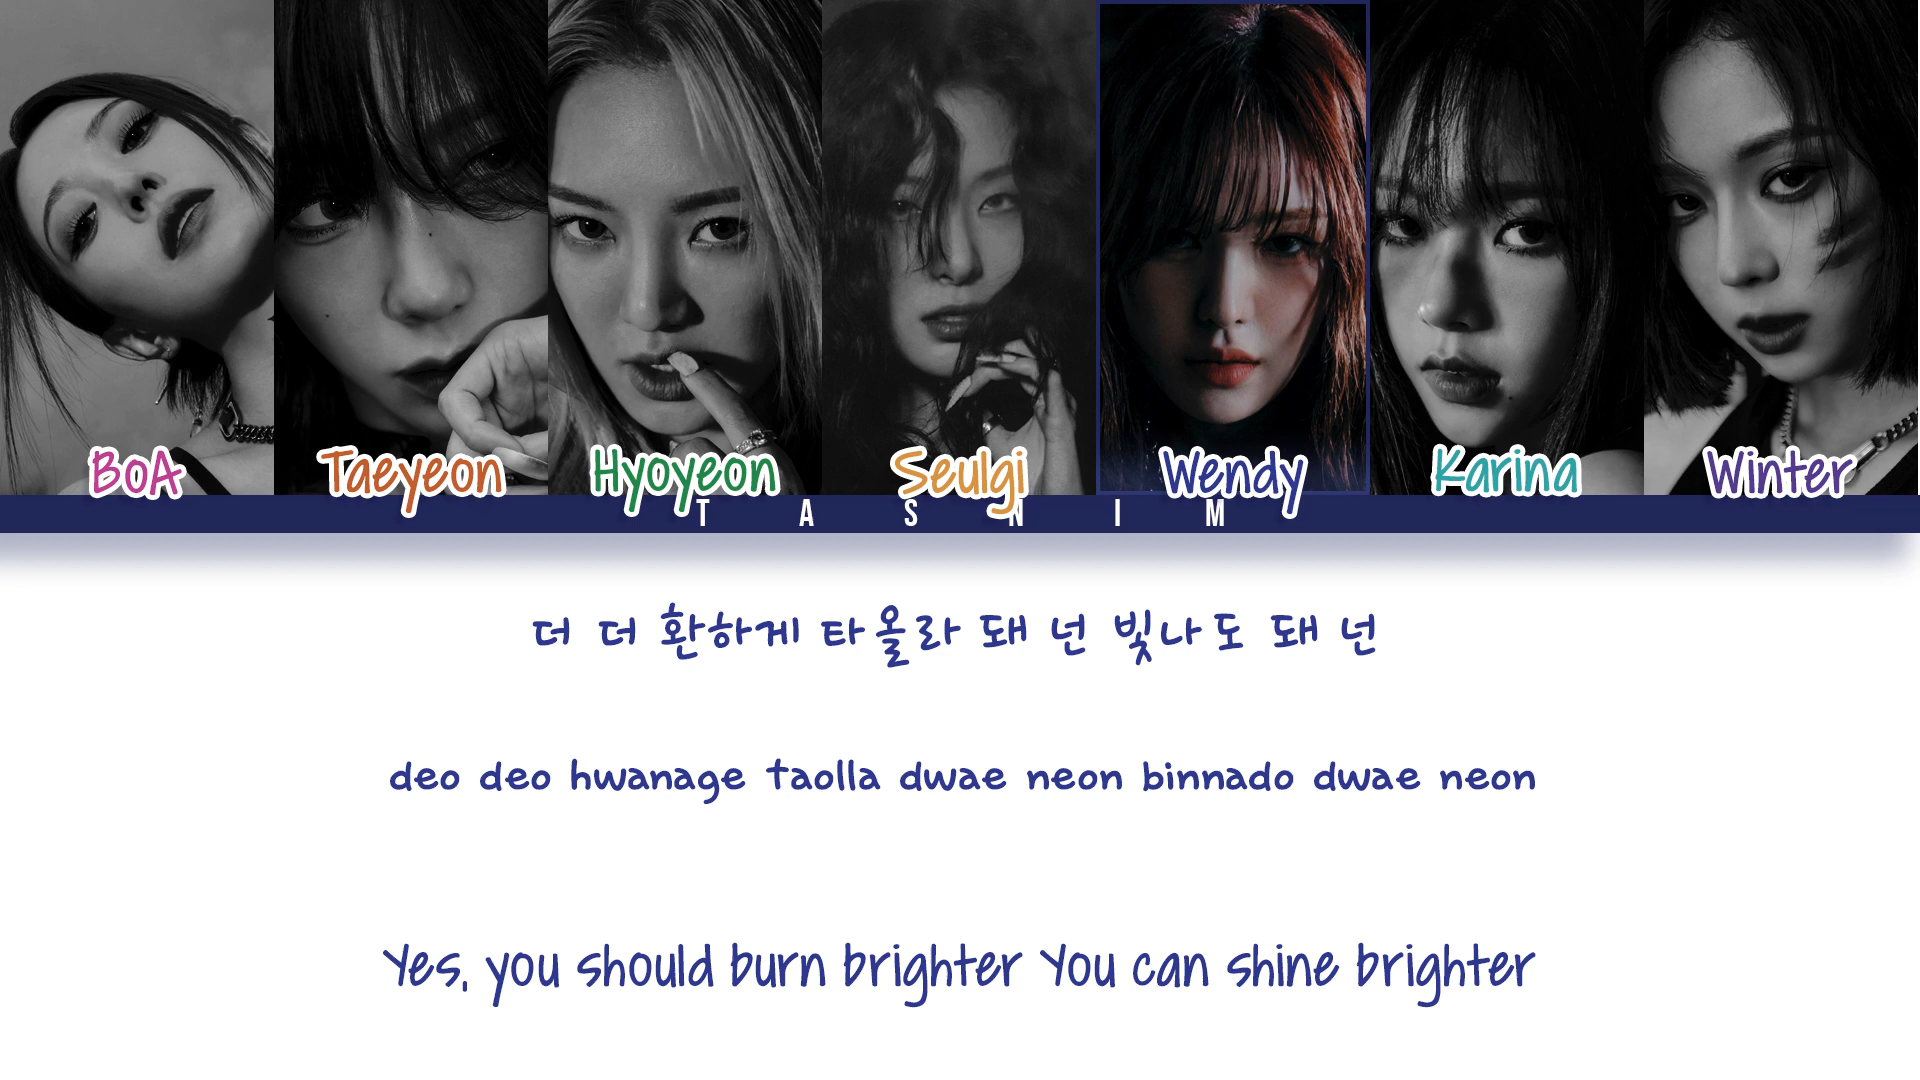 BoA Taeyeon Hyoyeon Seulgi Wendy Karina Winter
T A S N I M
더 더 환하게 타올라 돼 넌 빛나도 돼 넌
deo deo hwanage taolla dwae neon binnado dwae neon
Yes, you should burn brighter You can shine brighter